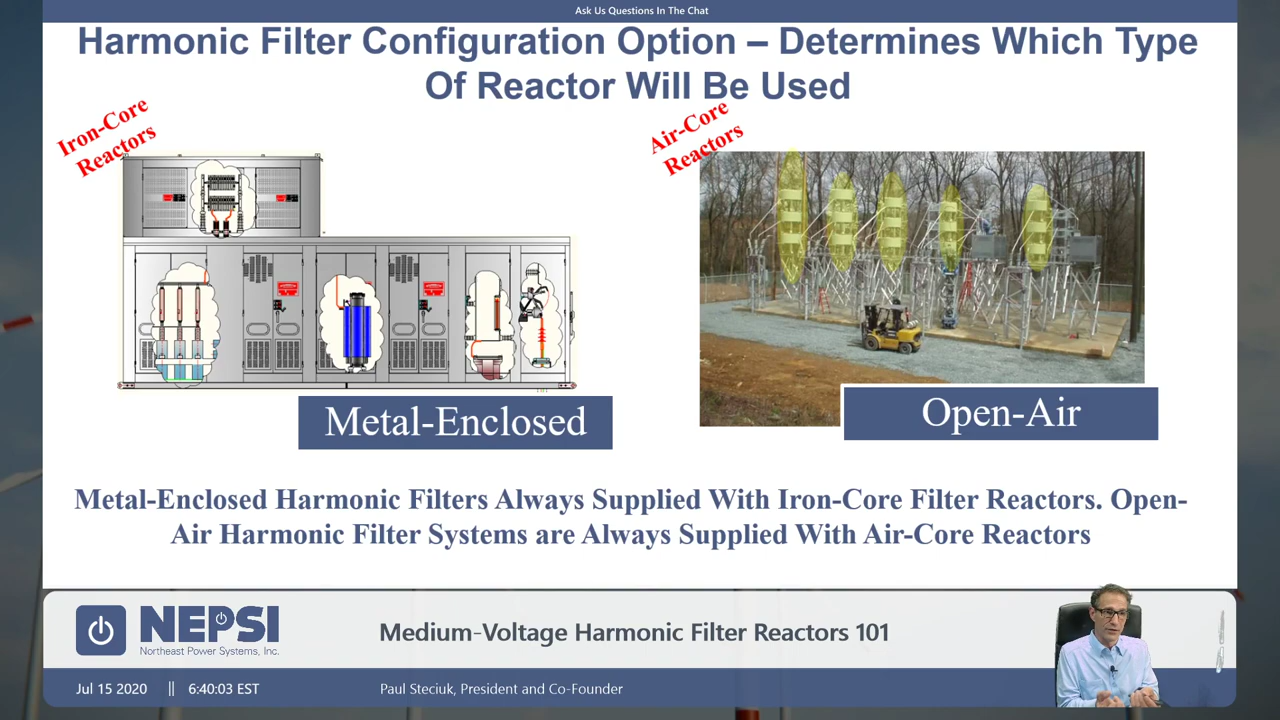 Ask Us Questions In The Chat
Harmonic Filter Configuration Option – Determines Which Type
Of Reactor Will Be Used
Iron-Core
Reactors
Air-Core
Reactors
Metal-Enclosed
Open-Air
Metal-Enclosed Harmonic Filters Always Supplied With Iron-Core Filter Reactors. Open-
Air Harmonic Filter Systems are Always Supplied With Air-Core Reactors
NEPSI
Northeast Power Systems, Inc.
Medium-Voltage Harmonic Filter Reactors 101
Jul 15 2020 || 6:40:03 EST
Paul Steciuk, President and Co-Founder